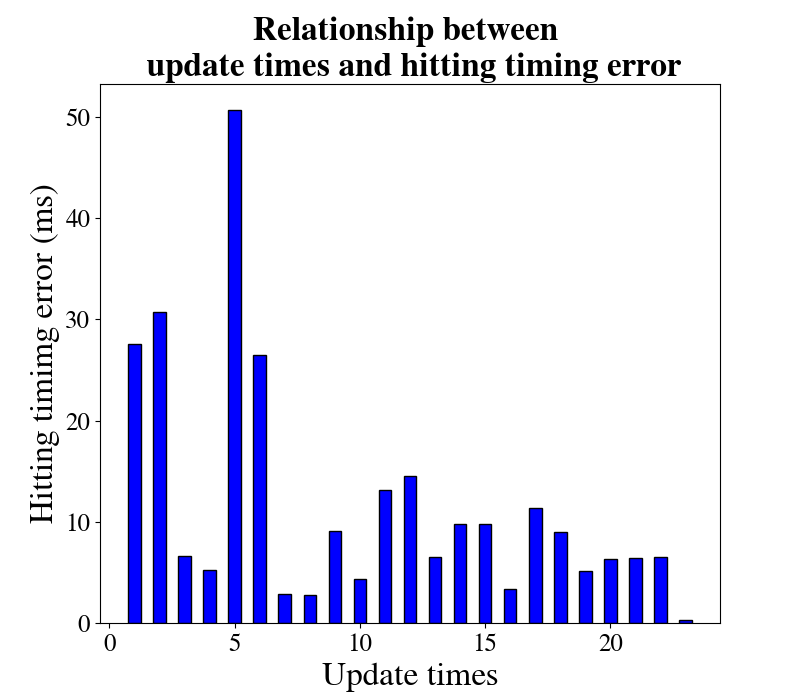 Relationship between
update times and hitting timing error
Hitting timimg error (ms)
50
40
30
20
10
0
0 5 10 15 20
Update times